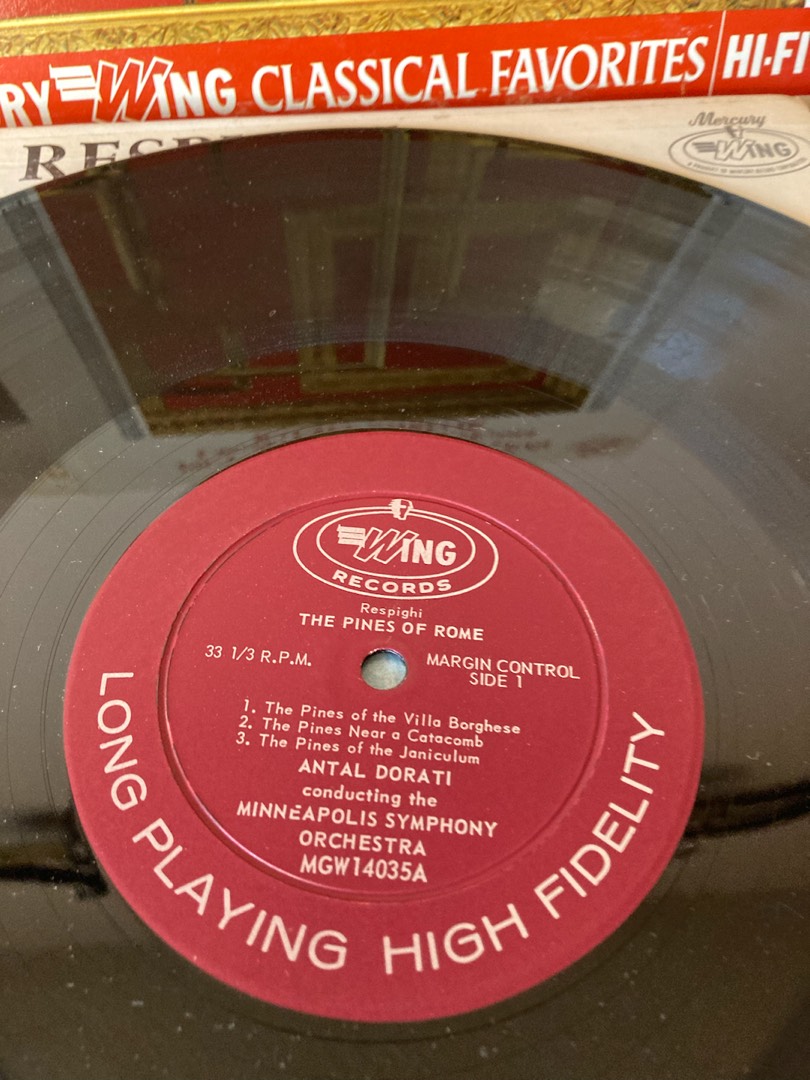 WING CLASSICAL FAVORITES HI-FI
Mercury
WING
WING
RECORDS
Respighi
THE PINES OF ROME
33 1/3 R.P.M.
MARGIN CONTROL
SIDE 1
1. The Pines of the Villa Borghese
2. The Pines Near a Catacomb
3. The Pines of the Janiculum
ANTAL DORATI
conducting the
MINNEAPOLIS SYMPHONY
ORCHESTRA
MGW14035A
LONG PLAYING HIGH FIDELITY